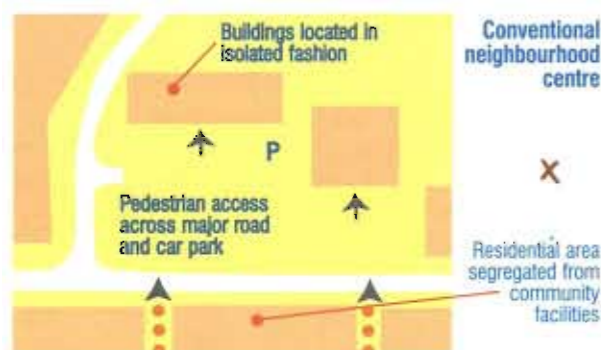 Buildings located in
isolated fashion
Conventional
neighbourhood
centre
P
X
Pedestrian access
across major road
and car park
Residential area
segregated from
community
facilities